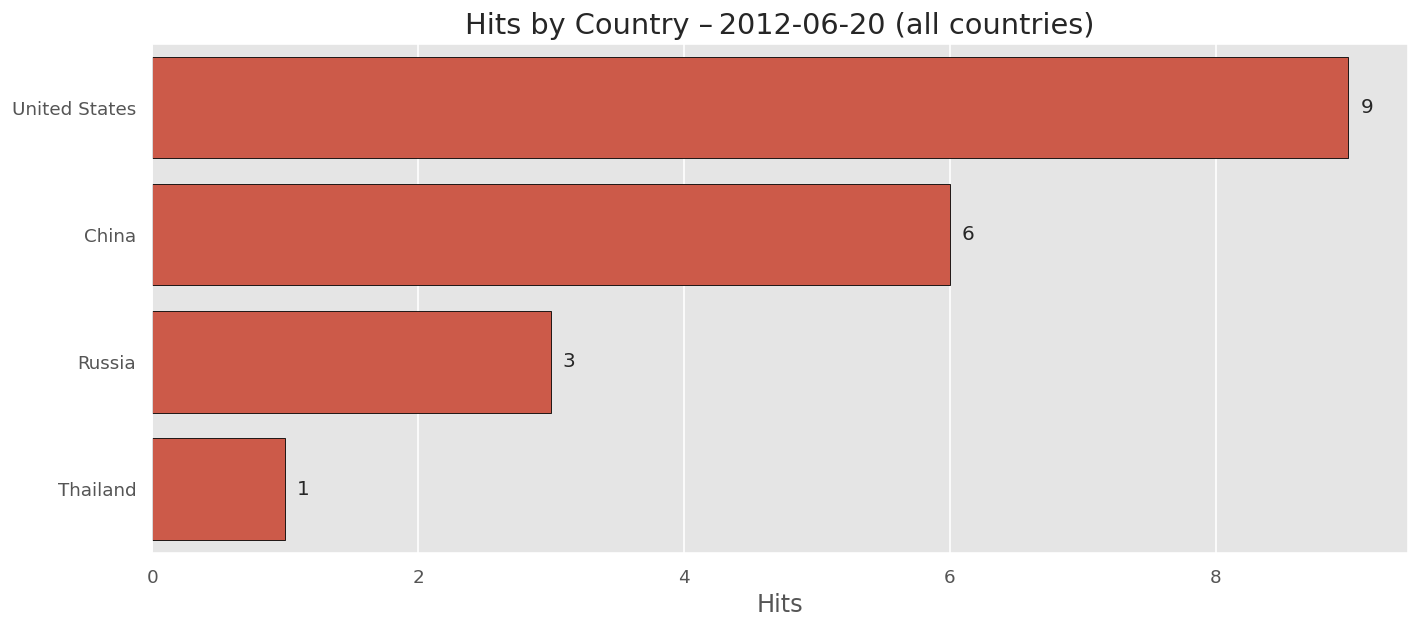 Hits by Country – 2012-06-20 (all countries)
United States 9
China 6
Russia 3
Thailand 1
0 2 4 6 8
Hits